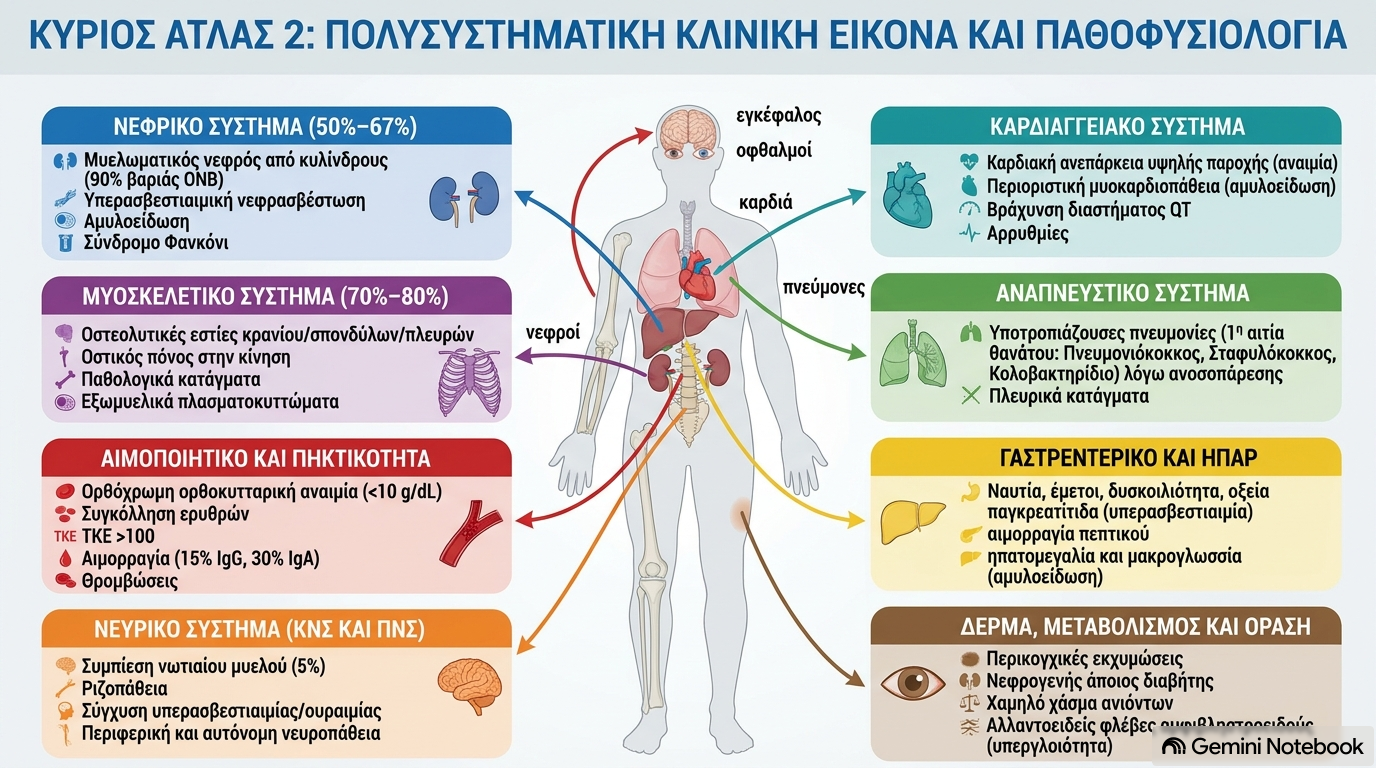 ΚΥΡΙΟΣ ΑΤΛΑΣ 2: ΠΟΛΥΣΥΣΤΗΜΑΤΙΚΗ ΚΛΙΝΙΚΗ ΕΙΚΟΝΑ ΚΑΙ ΠΑΘΟΦΥΣΙΟΛΟΓΙΑ
ΝΕΦΡΙΚΟ ΣΥΣΤΗΜΑ (50%–67%)
Μυελωματικός νεφρός από κυλίνδρους
(90% βαριάς ΟΝΒ)
Υπερασβεστιαιμική νεφρασβέστωση
Αμυλοείδωση
Σύνδρομο Φανκόνι
ΜΥΟΣΚΕΛΕΤΙΚΟ ΣΥΣΤΗΜΑ (70%–80%)
Οστεολυτικές εστίες κρανίου/σπονδύλων/πλευρών
Οστικός πόνος στην κίνηση
Παθολογικά κατάγματα
Εξωμυελικά πλασματοκυττώματα
ΑΙΜΟΠΟΙΗΤΙΚΟ ΚΑΙ ΠΗΚΤΙΚΟΤΗΤΑ
Ορθόχρωμη ορθοκυτταρική αναιμία (<10 g/dL)
Συγκόλληση ερυθρών
ΤΚΕ ΤΚΕ >100
Αιμορραγία (15% IgG, 30% IgA)
Θρομβώσεις
ΝΕΥΡΙΚΟ ΣΥΣΤΗΜΑ (ΚΝΣ ΚΑΙ ΠΝΣ)
Συμπίεση νωτιαίου μυελού (5%)
Ριζοπάθεια
Σύγχυση υπερασβεστιαιμίας/ουραιμίας
Περιφερική και αυτόνομη νευροπάθεια
εγκέφαλος
οφθαλμοί
καρδιά
πνεύμονες
νεφροί
ΚΑΡΔΙΑΓΓΕΙΑΚΟ ΣΥΣΤΗΜΑ
Καρδιακή ανεπάρκεια υψηλής παροχής (αναιμία)
Περιοριστική μυοκαρδιοπάθεια (αμυλοείδωση)
Βράχυνση διαστήματος QT
Αρρυθμίες
ΑΝΑΠΝΕΥΣΤΙΚΟ ΣΥΣΤΗΜΑ
Υποτροπιάζουσες πνευμονίες (1η αιτία
θανάτου: Πνευμονιόκοκκος, Σταφυλόκοκκος,
Κολοβακτηρίδιο) λόγω ανοσοπάρεσης
Πλευρικά κατάγματα
ΓΑΣΤΡΕΝΤΕΡΙΚΟ ΚΑΙ ΗΠΑΡ
Ναυτία, έμετοι, δυσκοιλιότητα, οξεία
παγκρεατίτιδα (υπερασβεστιαιμία)
αιμορραγία πεπτικού
ηπατομεγαλία και μακρογλωσσία
(αμυλοείδωση)
ΔΕΡΜΑ, ΜΕΤΑΒΟΛΙΣΜΟΣ ΚΑΙ ΟΡΑΣΗ
Περικογχικές εκχυμώσεις
Νεφρογενής άποιος διαβήτης
Χαμηλό χάσμα ανιόντων
Αλλαντοειδείς φλέβες αμφιβληστροειδούς
(υπεργλοιότητα)
Gemini Notebook